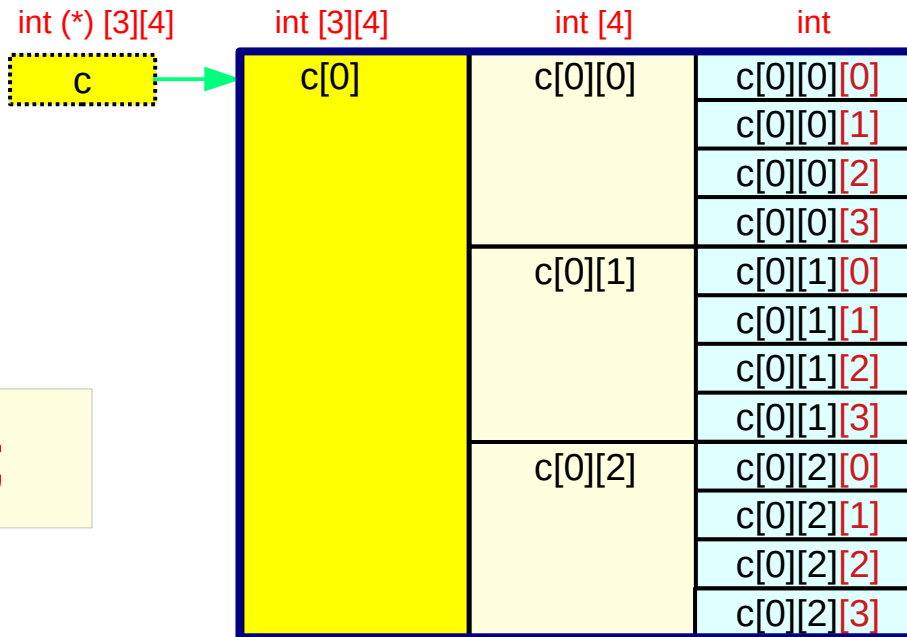 int (*) [3][4] int [3][4] int [4] int
c c[0] c[0][0] c[0][0][0]
c[0][0][1]
c[0][0][2]
c[0][0][3]
c[0][1] c[0][1][0]
c[0][1][1]
c[0][1][2]
c[0][1][3]
;
c[0][2] c[0][2][0]
c[0][2][1]
c[0][2][2]
c[0][2][3]